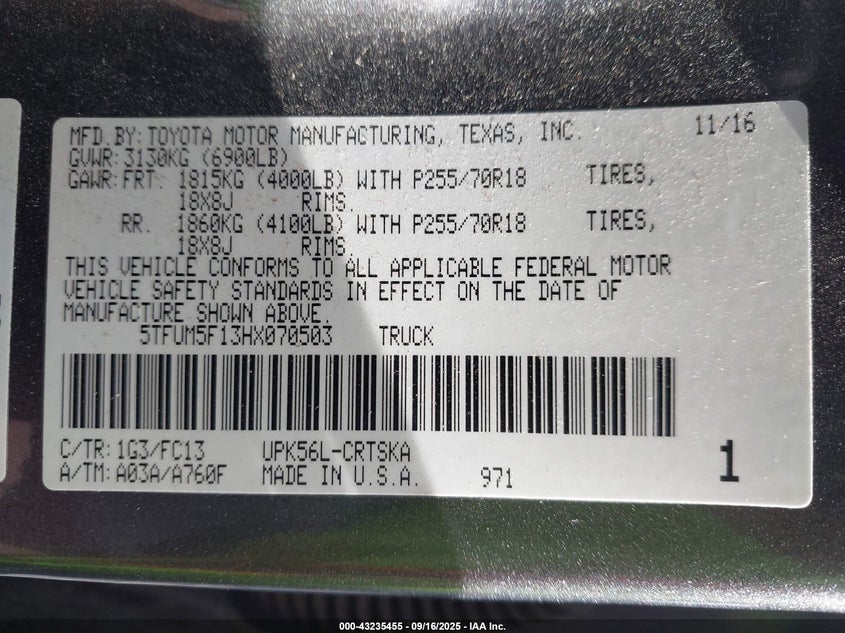 MFD. BY: TOYOTA MOTOR MANUFACTURING, TEXAS, INC. 11/16
GVWR: 3130KG (6900LB)
GAWR: FRT. 1815KG (4000LB) WITH P255/70R18 TIRES,
18X8J RIMS.
RR. 1860KG (4100LB) WITH P255/70R18 TIRES,
18X8J RIMS.
THIS VEHICLE CONFORMS TO ALL APPLICABLE FEDERAL MOTOR
VEHICLE SAFETY STANDARDS IN EFFECT ON THE DATE OF
MANUFACTURE SHOWN ABOVE.
5TFUM5F13HX070503 TRUCK
C/TR: 1G3/FC13 UPK56L-CRTSKA
A/TM: A03A/A760F MADE IN U.S.A. 971 1
000-43235455 - 09/16/2025 - IAA Inc.